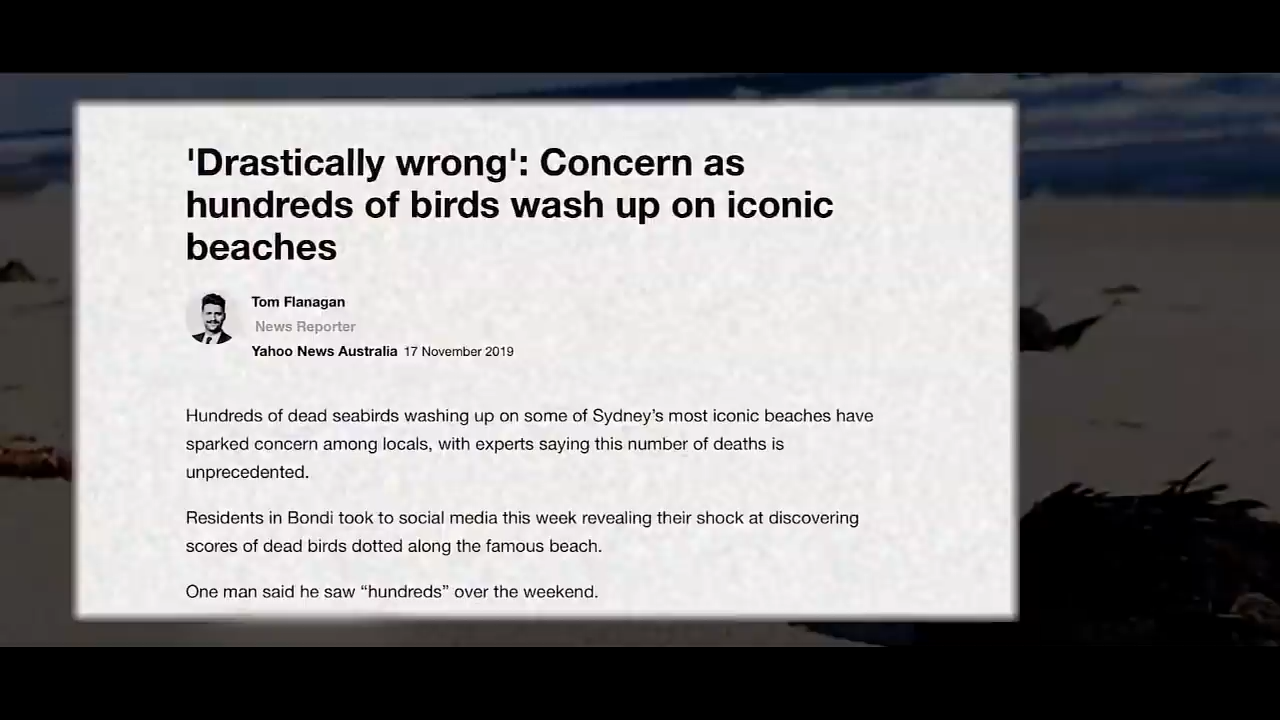 'Drastically wrong': Concern as
hundreds of birds wash up on iconic
beaches
Tom Flanagan
News Reporter
Yahoo News Australia 17 November 2019
Hundreds of dead seabirds washing up on some of Sydney’s most iconic beaches have
sparked concern among locals, with experts saying this number of deaths is
unprecedented.
Residents in Bondi took to social media this week revealing their shock at discovering
scores of dead birds dotted along the famous beach.
One man said he saw “hundreds” over the weekend.